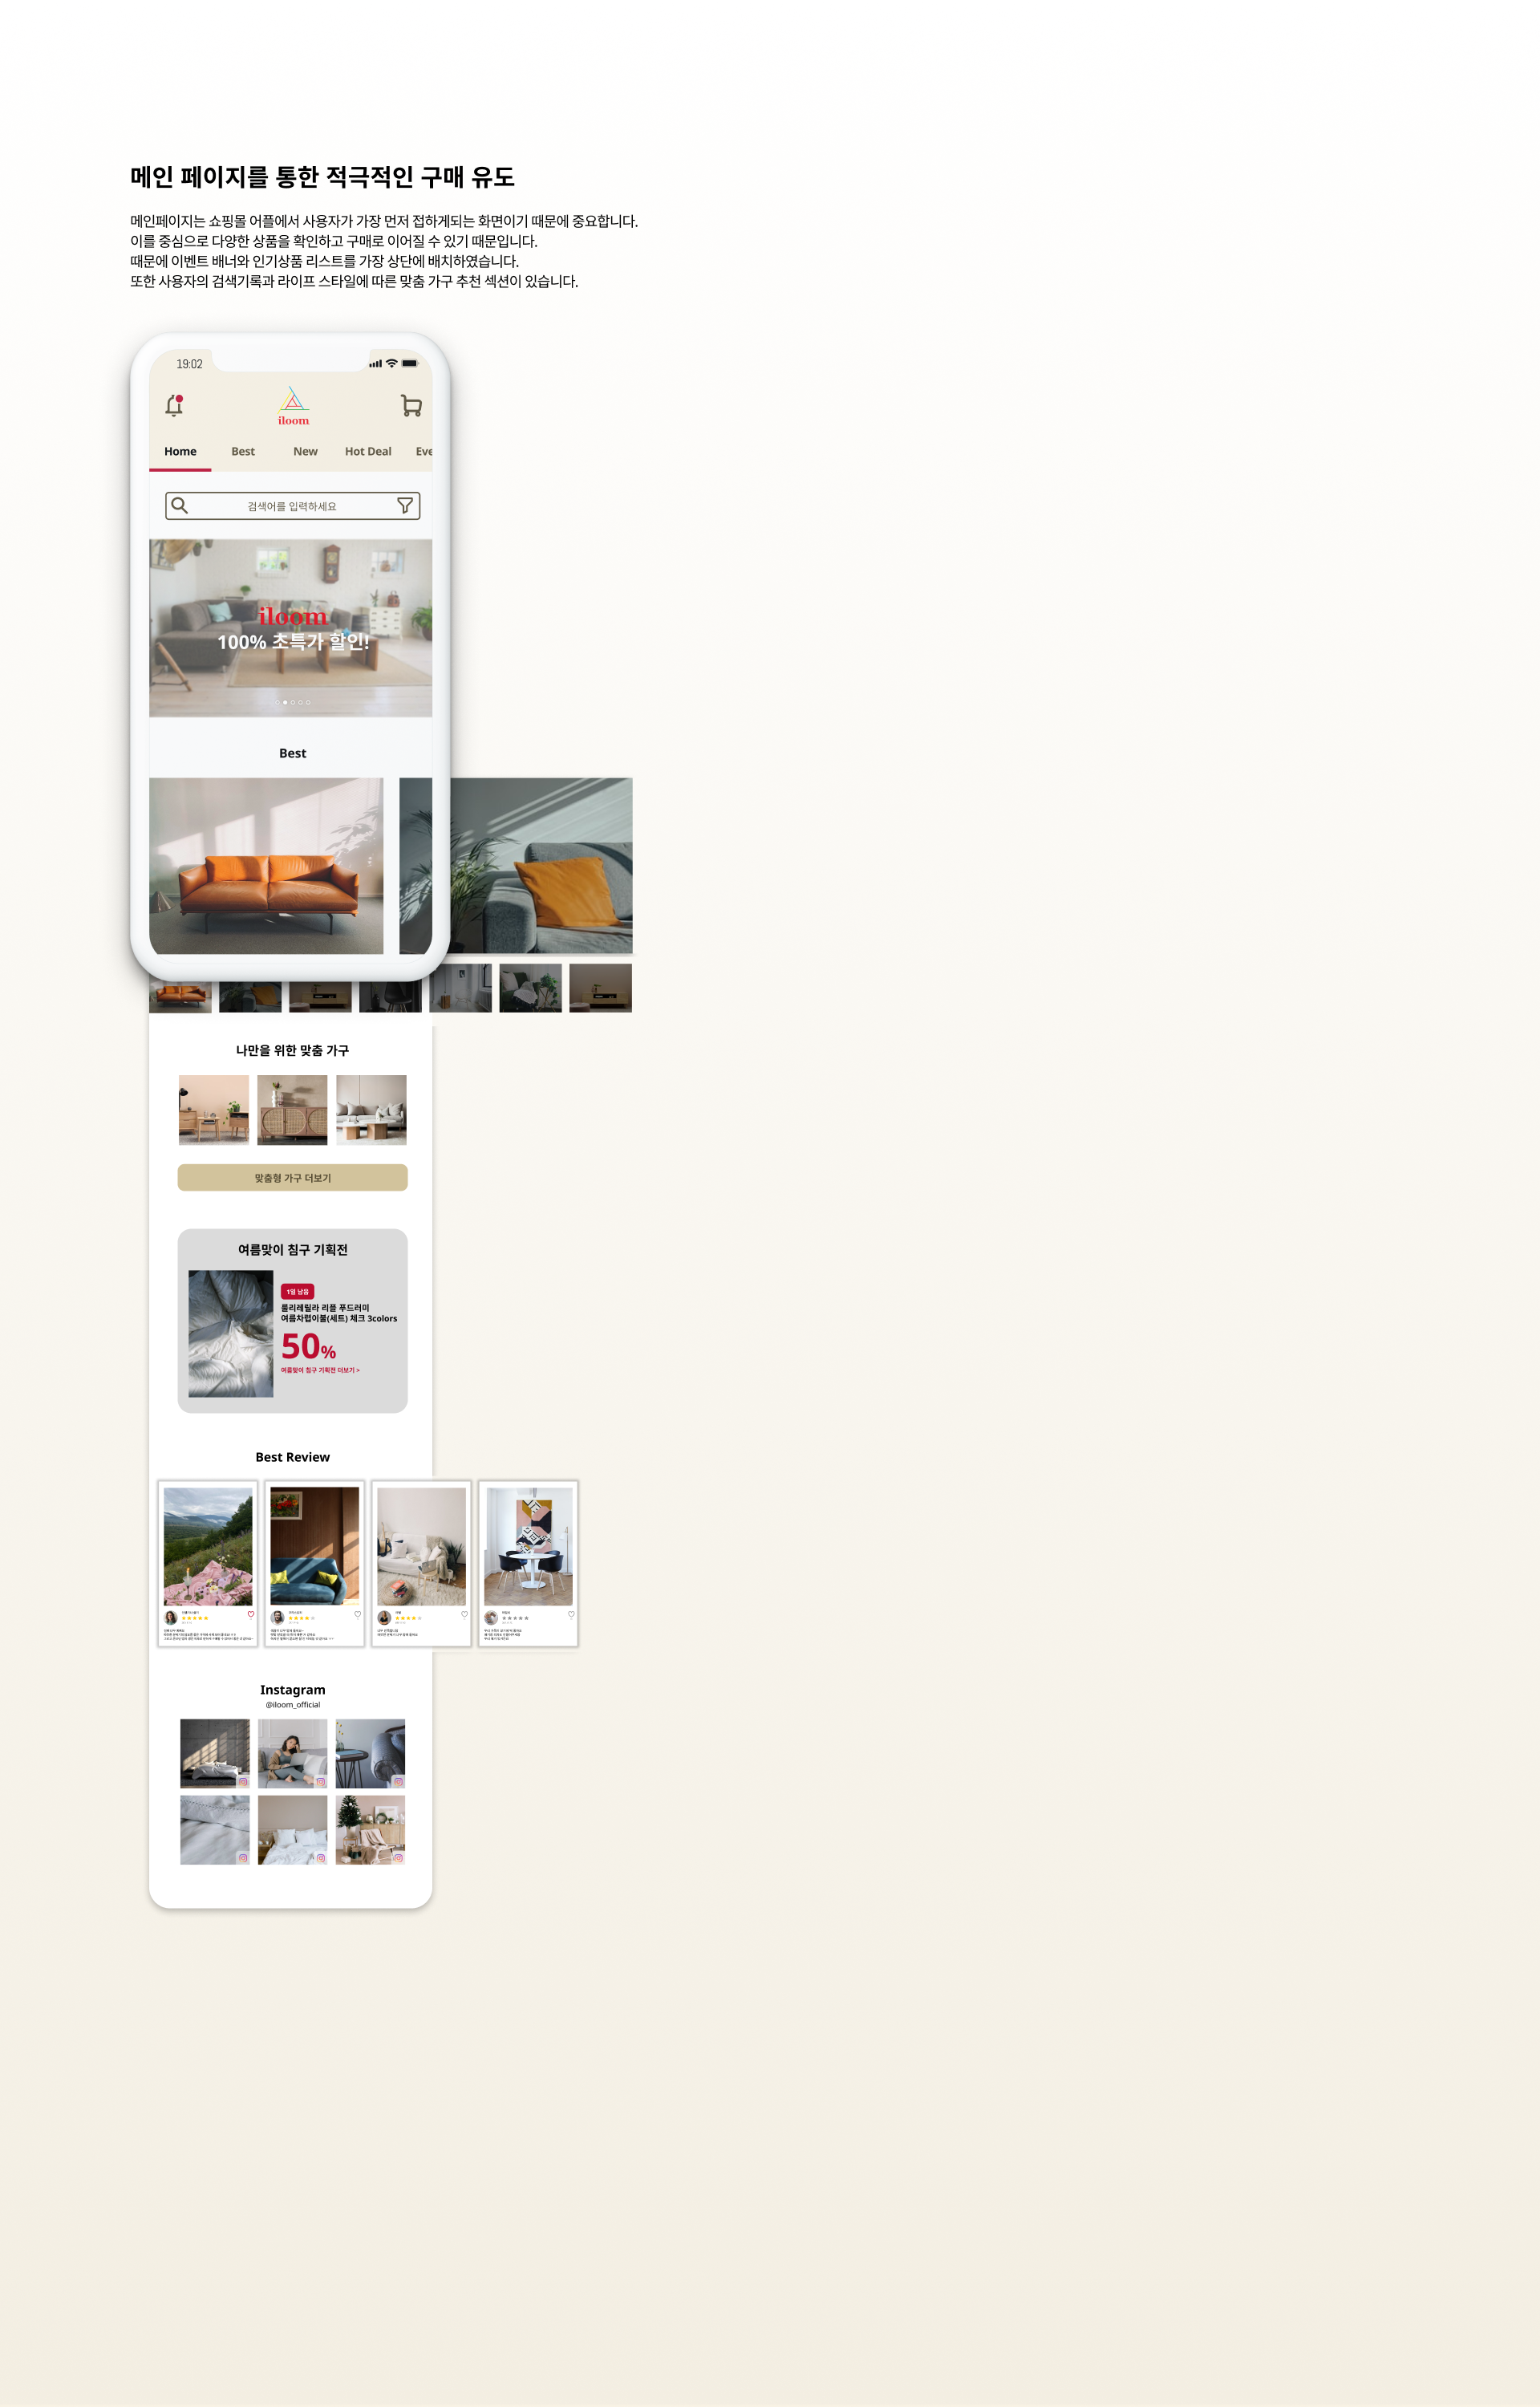 메인 페이지를 통한 적극적인 구매 유도
메인페이지는 쇼핑몰 어플에서 사용자가 가장 먼저 접하게되는 화면이기 때문에 중요합니다.
이를 중심으로 다양한 상품을 확인하고 구매로 이어질 수 있기 때문입니다.
때문에 이벤트 배너와 인기상품 리스트를 가장 상단에 배치하였습니다.
또한 사용자의 검색기록과 라이프 스타일에 따른 맞춤 가구 추천 섹션이 있습니다.
19:02
iloom
Home Best New Hot Deal Eve
검색어를 입력하세요
iloom
100% 초특가 할인!
Best
나만을 위한 맞춤 가구
맞춤형 가구 더보기
여름맞이 침구 기획전
1일 남음
롤리레릴라 리플 푸드러미
여름차렵이불(세트) 체크 3colors
50%
여름맞이 침구 기획전 더보기 >
Best Review
Instagram
@iloom_official